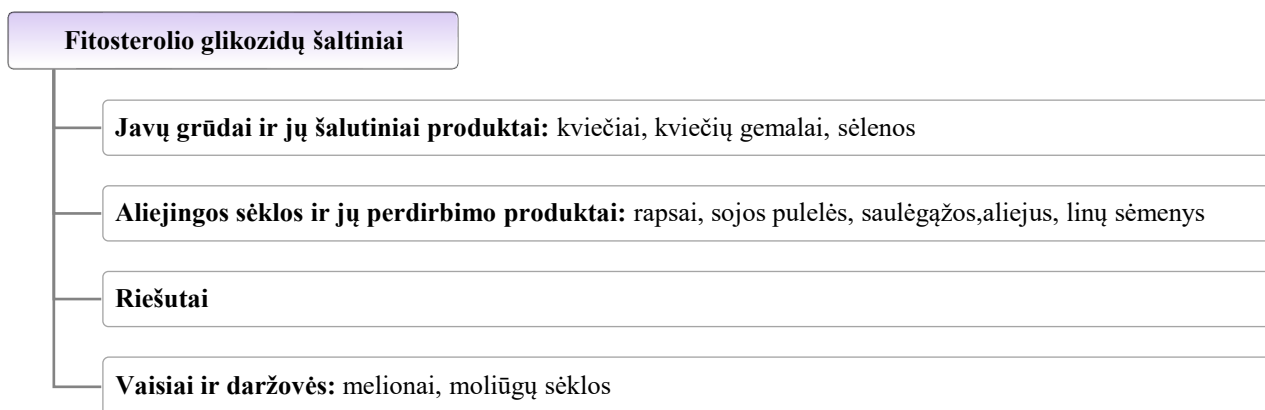 Fitosterolio glikozidų šaltiniai
Javų grūdai ir jų šalutiniai produktai: kviečiai, kviečių gemalai, sėlenos
Aliejingos sėklos ir jų perdirbimo produktai: rapsai, sojos pulelės, saulėgąžos,aliejus, linų sėmenys
Riešutai
Vaisiai ir daržovės: melionai, moliūgų sėklos